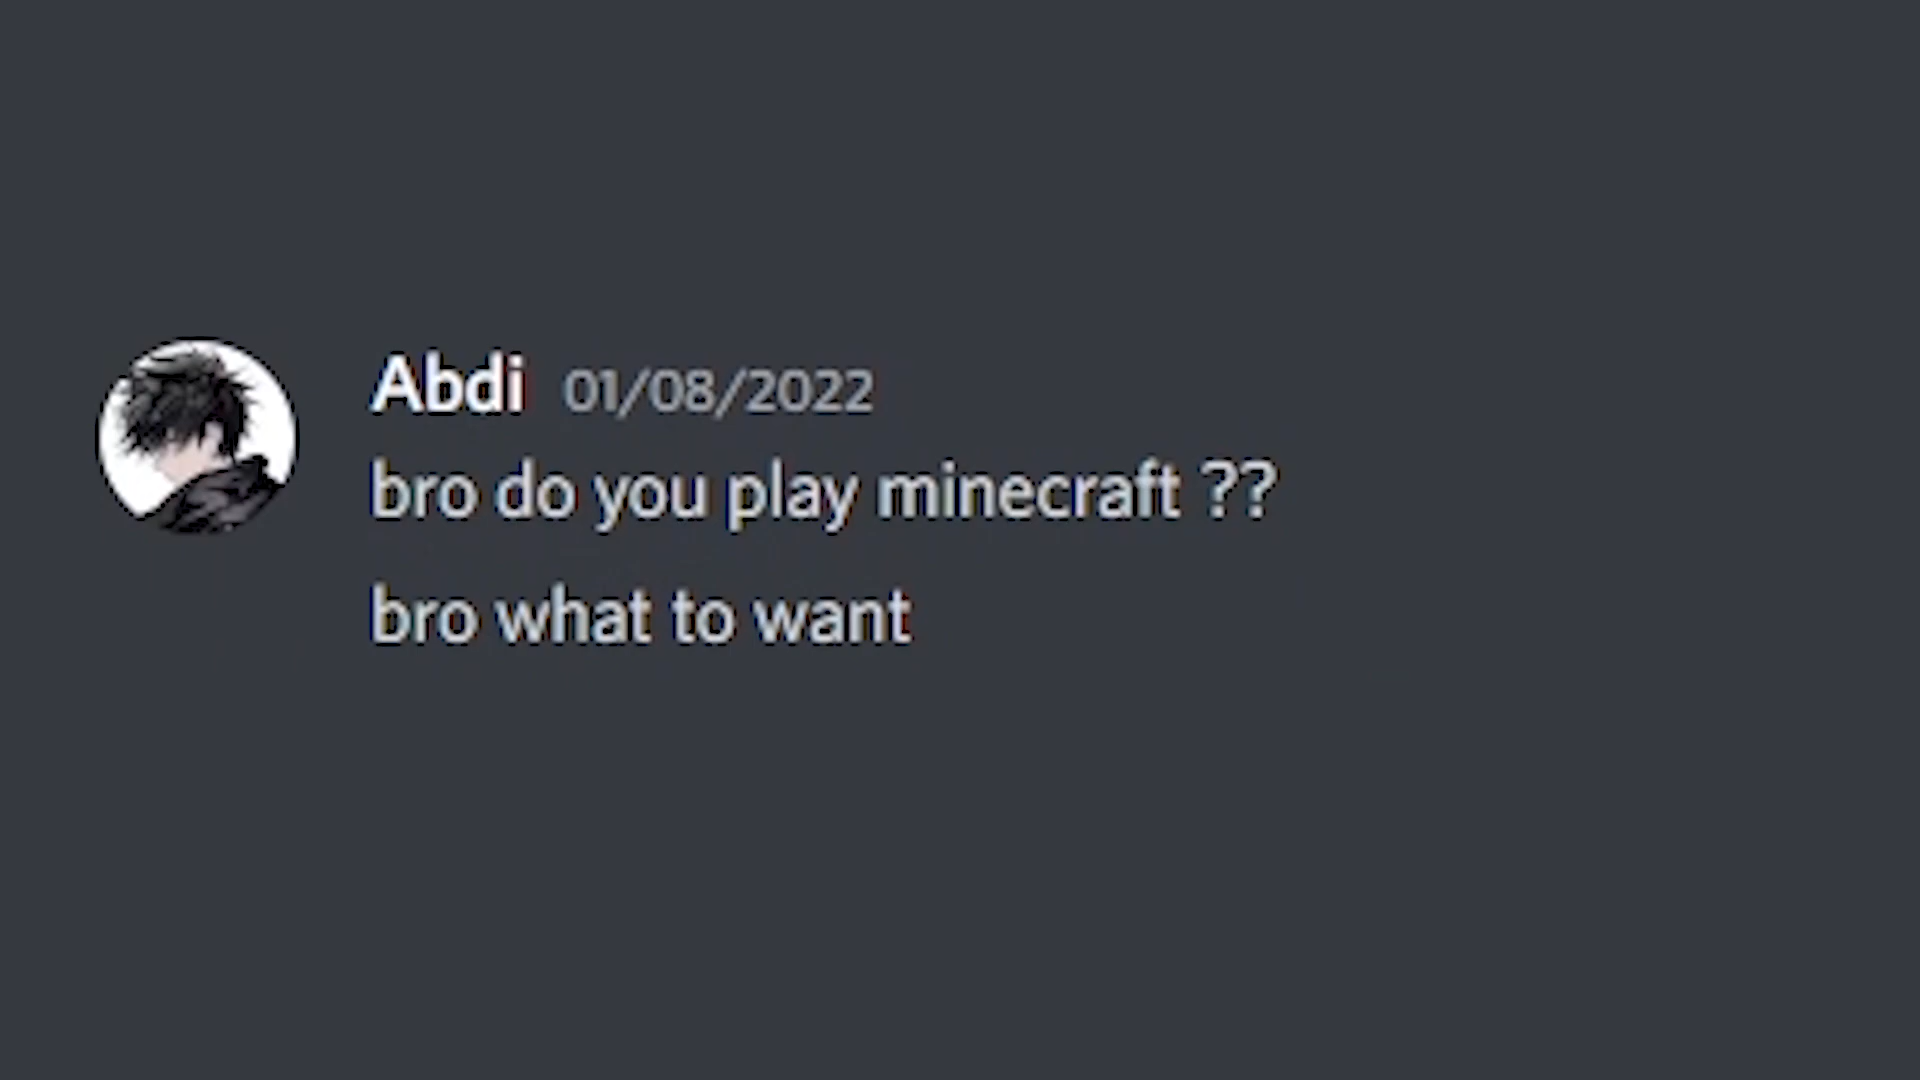 Abdi 01/08/2022
bro do you play minecraft ??
bro what to want